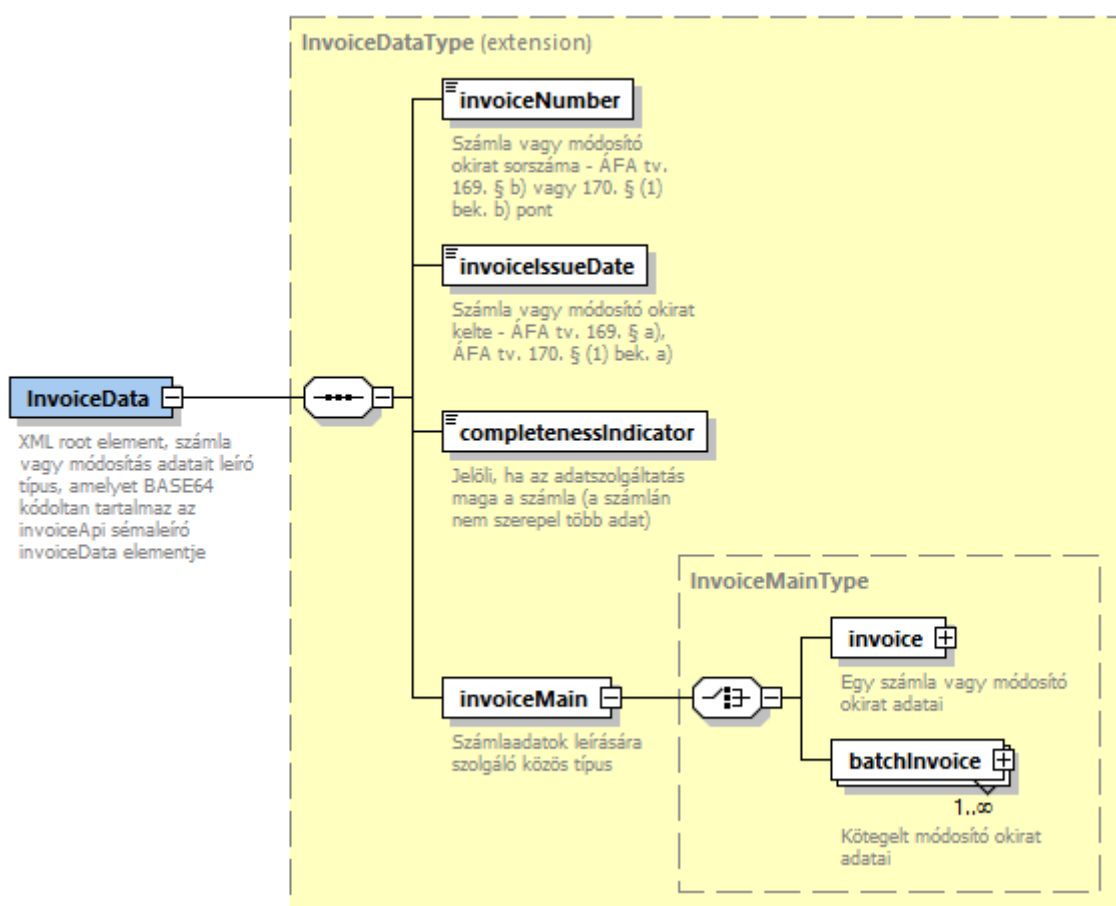 InvoiceDataType (extension)
invoiceNumber
Számla vagy módosító
okirat sorszáma - ÁFA tv.
169. § b) vagy 170. § (1)
bek. b) pont
invoiceIssueDate
Számla vagy módosító okirat
kelte - ÁFA tv. 169. § a),
ÁFA tv. 170. § (1) bek. a)
InvoiceData
XML root element, számla
vagy módosítás adatait leíró
típus, amelyet BASE64
kódoltan tartalmaz az
invoiceApi sémaleíró
invoiceData elementje
completenessIndicator
Jelöli, ha az adatszolgáltatás
maga a számla (a számlán
nem szerepel több adat)
invoiceMain
Számlaadatok leírására
szolgáló közös típus
InvoiceMainType
invoice
Egy számla vagy módosító
okirat adatai
batchInvoice
1..∞
Kötegelt módosító okirat
adatai